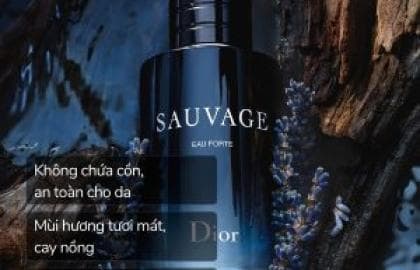 SAUVAGE
EAU FORTE
Không chứa cồn,
an toàn cho da
Mùi hương tươi mát,
cay nồng
Dior